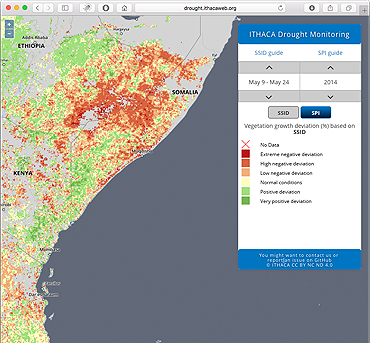 drought.ithacaweb.org
Addis Ababa
Hargeysa
ETHIOPIA
SOMALIA
KENYA
Mombasa
Zanzibar
ITHACA Drought Monitoring
SSID guide SPI guide
May 9 - May 24 2014
SSID SPI
Vegetation growth deviation (%) based on
SSID
No Data
Extreme negative deviation
High negative deviation
Low negative deviation
Normal conditions
Positive deviation
Very positive deviation
You might want to contact us or
report an issue on GitHub
© ITHACA CC BY NC ND 4.0